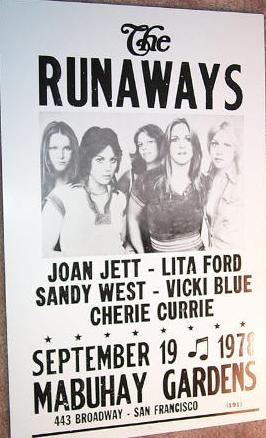 The
RUNAWAYS
JOAN JETT - LITA FORD
SANDY WEST - VICKI BLUE
CHERIE CURRIE
SEPTEMBER 19 ♫ 1978
MABUHAY GARDENS
443 BROADWAY - SAN FRANCISCO (191)